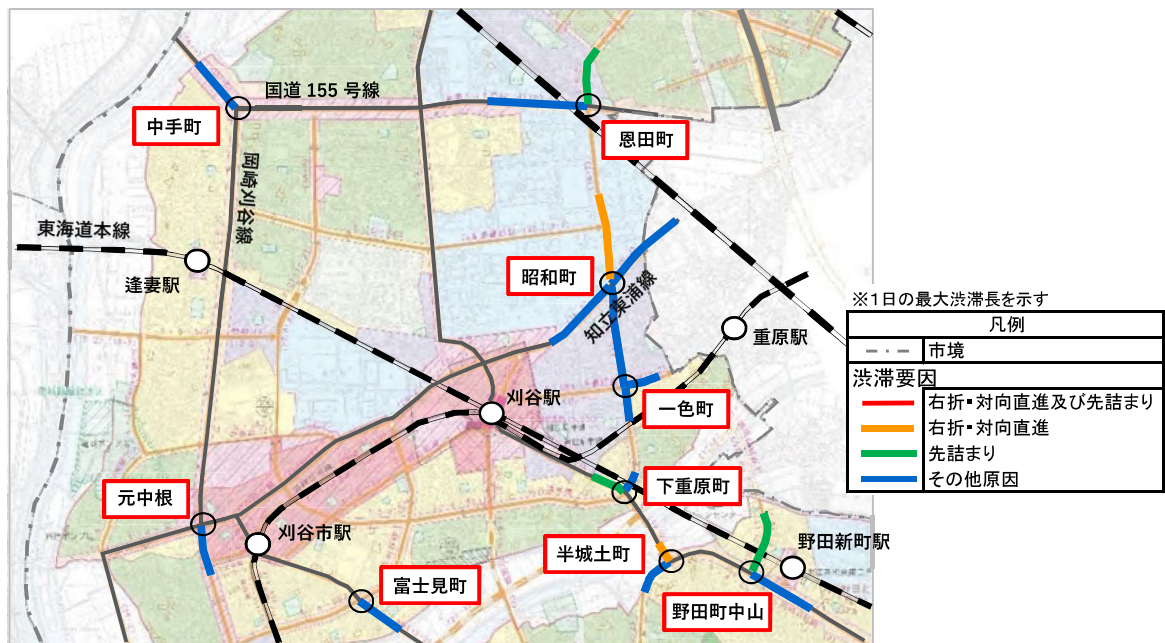 国道 155 号線
中手町
恩田町
岡崎刈谷線
東海道本線
逢妻駅
昭和町
知立東浦線
重原駅
※1日の最大渋滞長を示す
凡例
市境
渋滞要因
右折・対向直進及び先詰まり
右折・対向直進
先詰まり
その他原因
刈谷駅
一色町
下重原町
元中根
刈谷市駅
半城土町
野田新町駅
富士見町
野田町中山